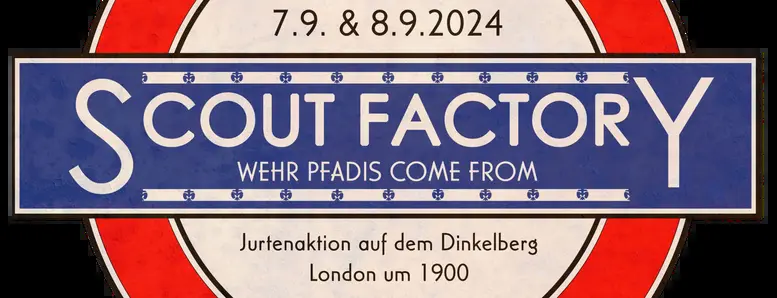 7.9. & 8.9.2024
SCOUT FACTORY
WEHR PFADIS COME FROM
Jurtenaktion auf dem Dinkelberg
London um 1900